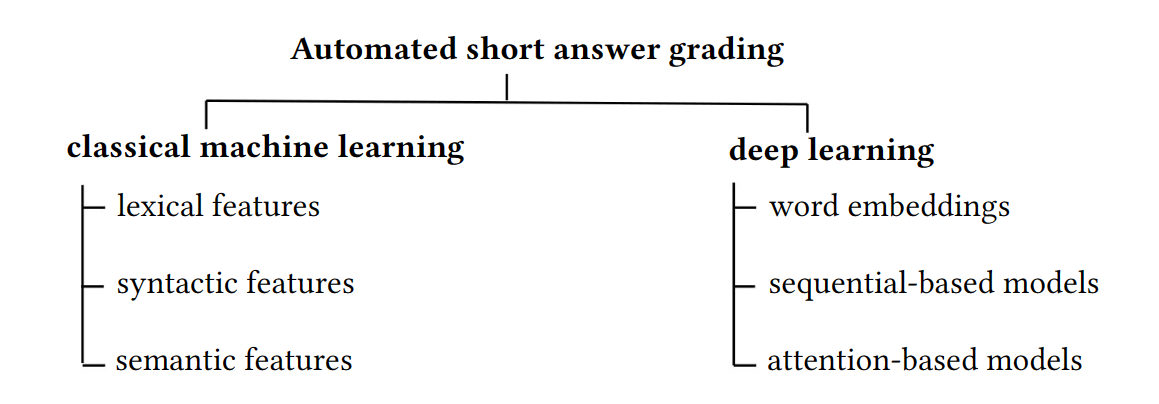 Automated short answer grading
classical machine learning
lexical features
syntactic features
semantic features
deep learning
word embeddings
sequential-based models
attention-based models